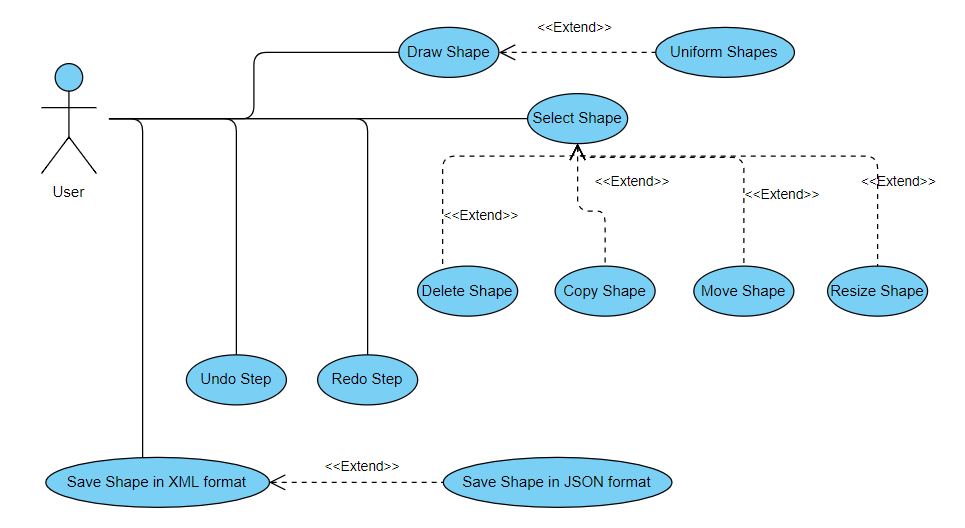 <<Extend>>
Draw Shape
Uniform Shapes
Select Shape
User
<<Extend>>
<<Extend>>
<<Extend>>
<<Extend>>
Delete Shape
Copy Shape
Move Shape
Resize Shape
Undo Step
Redo Step
<<Extend>>
Save Shape in XML format
Save Shape in JSON format